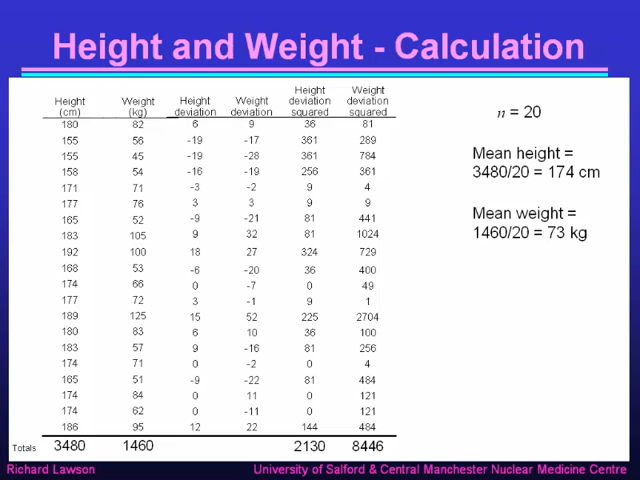 Height and Weight - Calculation
Height (cm) Weight (kg) Height deviation Weight deviation Height deviation squared Weight deviation squared
180 82 6 9 36 81
155 56 -19 -17 361 289
155 45 -19 -28 361 784
158 54 -16 -19 256 361
171 71 -3 -2 9 4
177 76 3 3 9 9
165 52 -9 -21 81 441
183 105 9 32 81 1024
192 100 18 27 324 729
168 53 -6 -20 36 400
174 66 0 -7 0 49
177 72 3 -1 9 1
189 125 15 52 225 2704
180 83 6 10 36 100
183 57 9 -16 81 256
174 71 0 -2 0 4
165 51 -9 -22 81 484
174 84 0 11 0 121
174 62 0 -11 0 121
186 95 12 22 144 484
Totals 3480 1460 2130 8446
n = 20
Mean height =
3480/20 = 174 cm
Mean weight =
1460/20 = 73 kg
Richard Lawson
University of Salford & Central Manchester Nuclear Medicine Centre